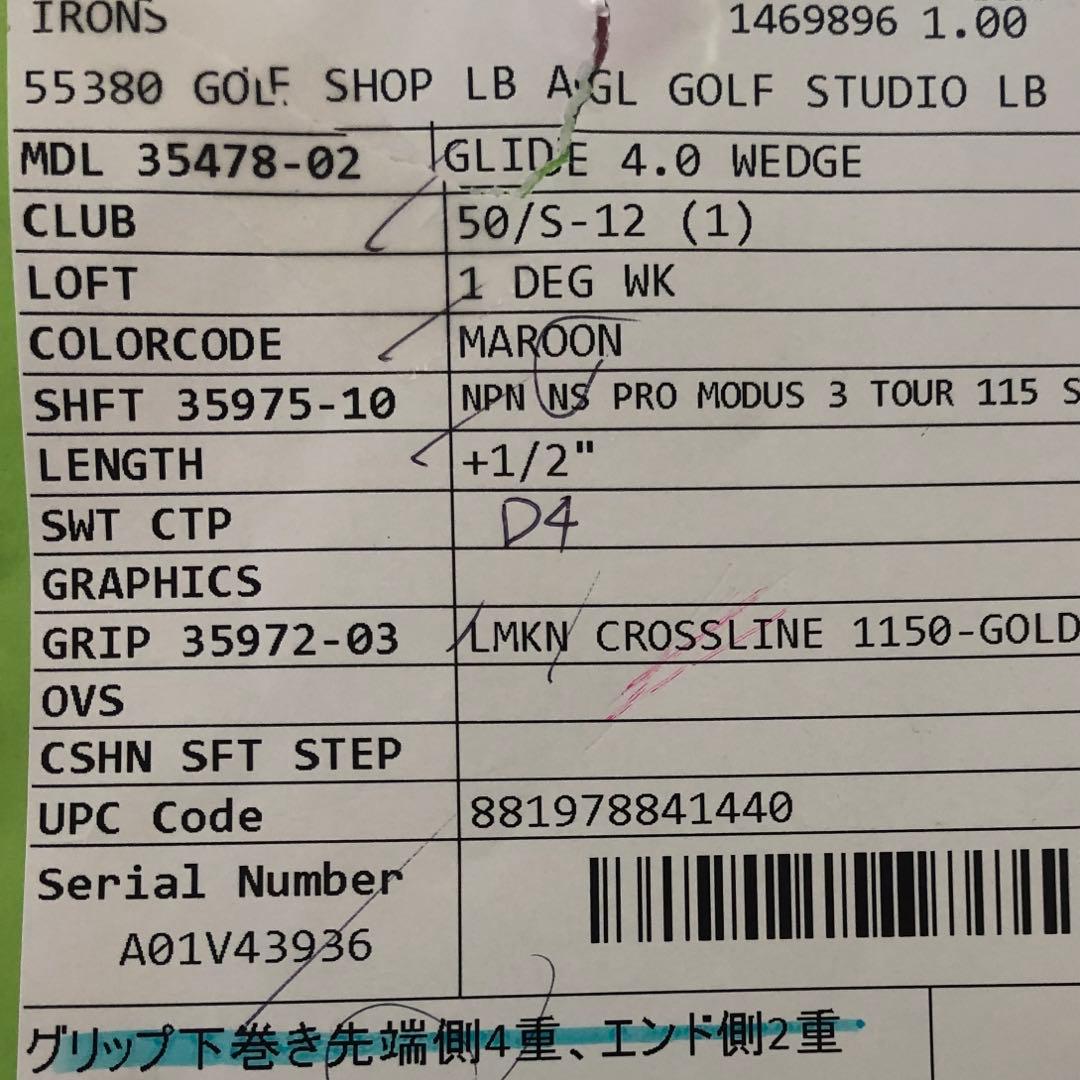 IRONS 1469896 1.00
55380 GOLF SHOP LB A GL GOLF STUDIO LB
MDL 35478-02 GLIDE 4.0 WEDGE
CLUB 50/S-12 (1)
LOFT 1 DEG WK
COLORCODE MAROON
SHFT 35975-10 NPN NS PRO MODUS 3 TOUR 115 S
LENGTH +1/2"
SWT CTP D4
GRAPHICS
GRIP 35972-03 LMKN CROSSLINE 1150-GOLD
OVS
CSHN SFT STEP
UPC Code 881978841440
Serial Number
A01V43936
グリップ下巻き先端側4重、エンド側2重